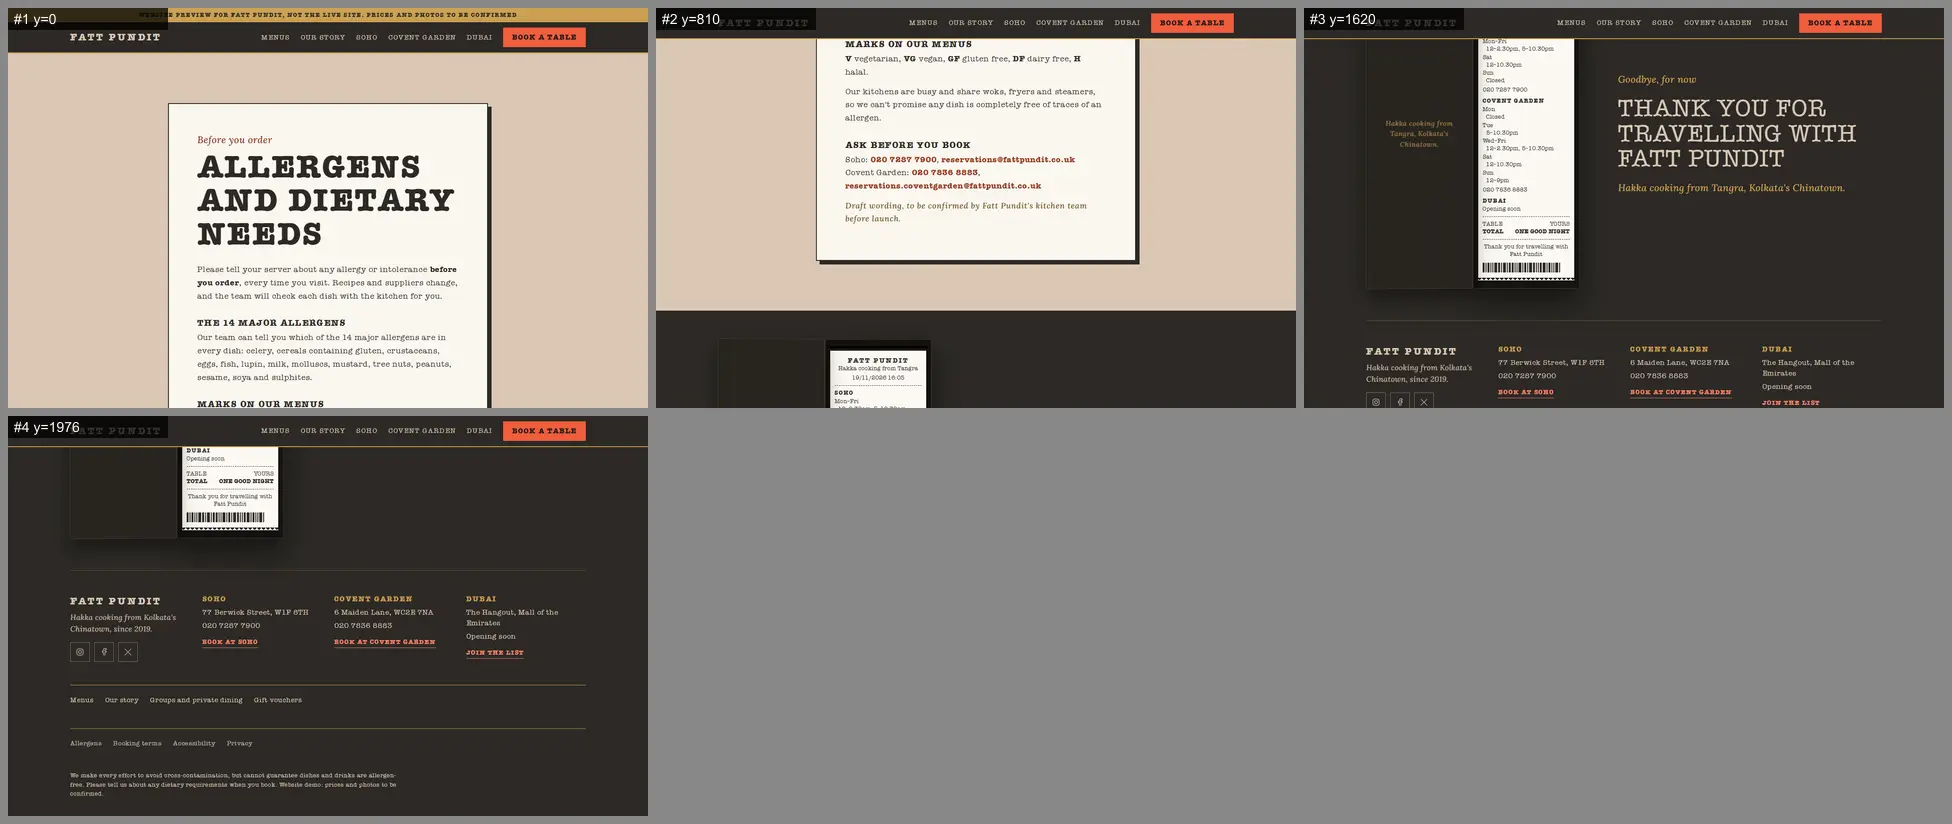 #1 y=0
WEBSITE PREVIEW FOR FATT PUNDIT, NOT THE LIVE SITE. PRICES AND PHOTOS TO BE CONFIRMED
FATT PUNDIT
MENUS OUR STORY SOHO COVENT GARDEN DUBAI BOOK A TABLE
Before you order
ALLERGENS
AND DIETARY
NEEDS
Please tell your server about any allergy or intolerance before
you order, every time you visit. Recipes and suppliers change,
and the team will check each dish with the kitchen for you.
THE 14 MAJOR ALLERGENS
Our team can tell you which of the 14 major allergens are in
every dish: celery, cereals containing gluten, crustaceans,
eggs, fish, lupin, milk, molluscs, mustard, tree nuts, peanuts,
sesame, soya and sulphites.
MARKS ON OUR MENUS
#2 y=810
MENUS OUR STORY SOHO COVENT GARDEN DUBAI BOOK A TABLE
MARKS ON OUR MENUS
V vegetarian, VG vegan, GF gluten free, DF dairy free, H
halal.
Our kitchens are busy and share woks, fryers and steamers,
so we can't promise any dish is completely free of traces of an
allergen.
ASK BEFORE YOU BOOK
Soho: 020 7287 7900, reservations@fattpundit.co.uk
Covent Garden: 020 7836 8883,
reservations.coventgarden@fattpundit.co.uk
Draft wording, to be confirmed by Fatt Pundit's kitchen team
before launch.
FATT PUNDIT
Hakka cooking from Tangra
19/11/2026 16:05
SOHO
Mon-Fri
12-2.30pm, 5-10.30pm
#3 y=1620
MENUS OUR STORY SOHO COVENT GARDEN DUBAI BOOK A TABLE
Hakka cooking from
Tangra, Kolkata's
Chinatown.
Mon-Fri
12-2.30pm, 5-10.30pm
Sat
12-10.30pm
Sun
Closed
020 7287 7900
COVENT GARDEN
Mon
Closed
Tue
5-10.30pm
Wed-Fri
12-2.30pm, 5-10.30pm
Sat
12-10.30pm
Sun
12-9pm
020 7836 8883
DUBAI
Opening soon
TABLE YOURS
TOTAL ONE GOOD NIGHT
Thank you for travelling with
Fatt Pundit
Goodbye, for now
THANK YOU FOR
TRAVELLING WITH
FATT PUNDIT
Hakka cooking from Tangra, Kolkata's Chinatown.
FATT PUNDIT
Hakka cooking from Kolkata's
Chinatown, since 2019.
SOHO
77 Berwick Street, W1F 8TH
020 7287 7900
BOOK AT SOHO
COVENT GARDEN
6 Maiden Lane, WC2E 7NA
020 7836 8883
BOOK AT COVENT GARDEN
DUBAI
The Hangout, Mall of the
Emirates
Opening soon
JOIN THE LIST
#4 y=1976
MENUS OUR STORY SOHO COVENT GARDEN DUBAI BOOK A TABLE
DUBAI
Opening soon
TABLE YOURS
TOTAL ONE GOOD NIGHT
Thank you for travelling with
Fatt Pundit
FATT PUNDIT
Hakka cooking from Kolkata's
Chinatown, since 2019.
SOHO
77 Berwick Street, W1F 8TH
020 7287 7900
BOOK AT SOHO
COVENT GARDEN
6 Maiden Lane, WC2E 7NA
020 7836 8883
BOOK AT COVENT GARDEN
DUBAI
The Hangout, Mall of the
Emirates
Opening soon
JOIN THE LIST
Menus Our story Groups and private dining Gift vouchers
Allergens Booking terms Accessibility Privacy
We make every effort to avoid cross-contamination, but cannot guarantee dishes and drinks are allergen-
free. Please tell us about any dietary requirements when you book. Website demo: prices and photos to be
confirmed.